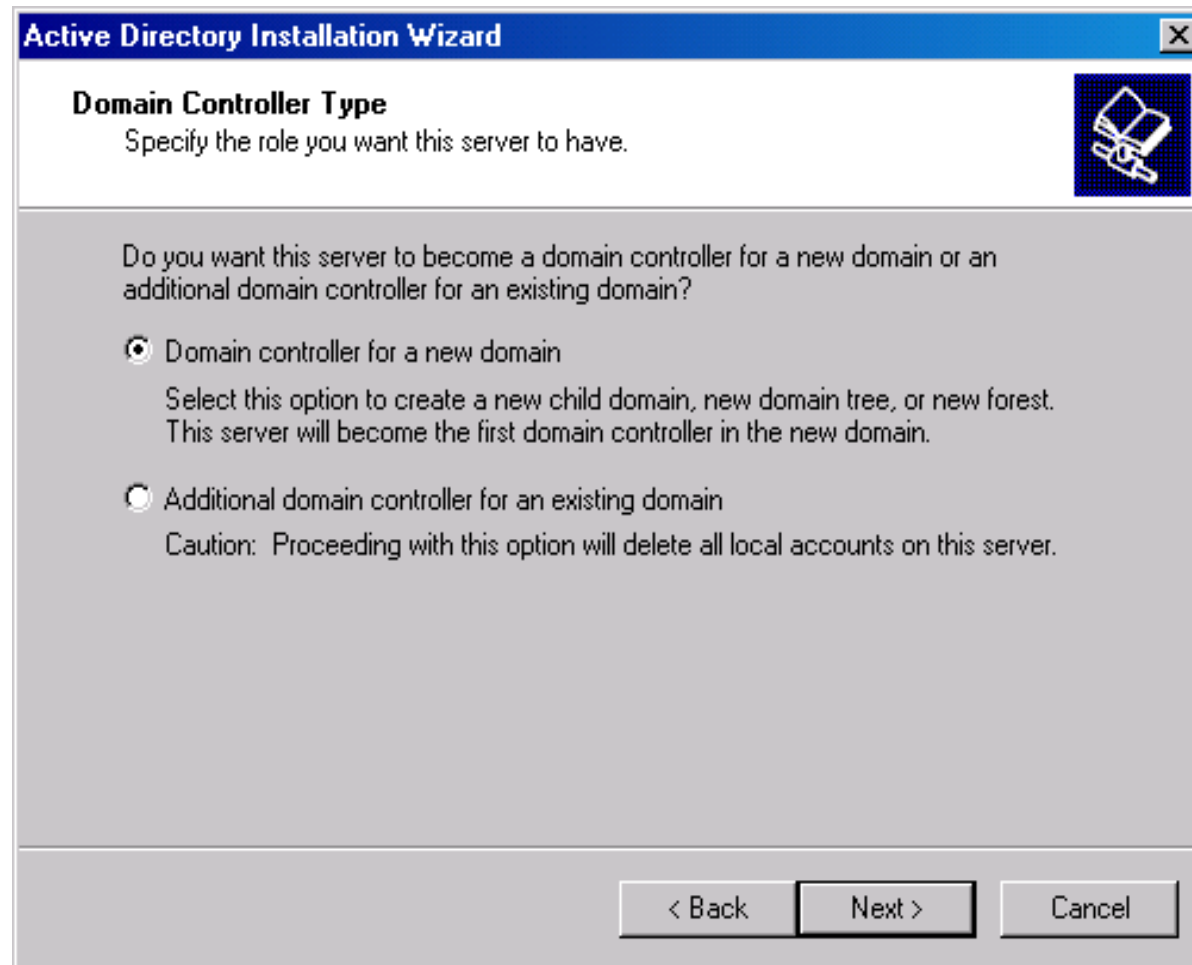 Active Directory Installation Wizard
Domain Controller Type
Specify the role you want this server to have.
Do you want this server to become a domain controller for a new domain or an
additional domain controller for an existing domain?
Domain controller for a new domain
Select this option to create a new child domain, new domain tree, or new forest.
This server will become the first domain controller in the new domain.
Additional domain controller for an existing domain
Caution:  Proceeding with this option will delete all local accounts on this server.
< Back
Next >
Cancel